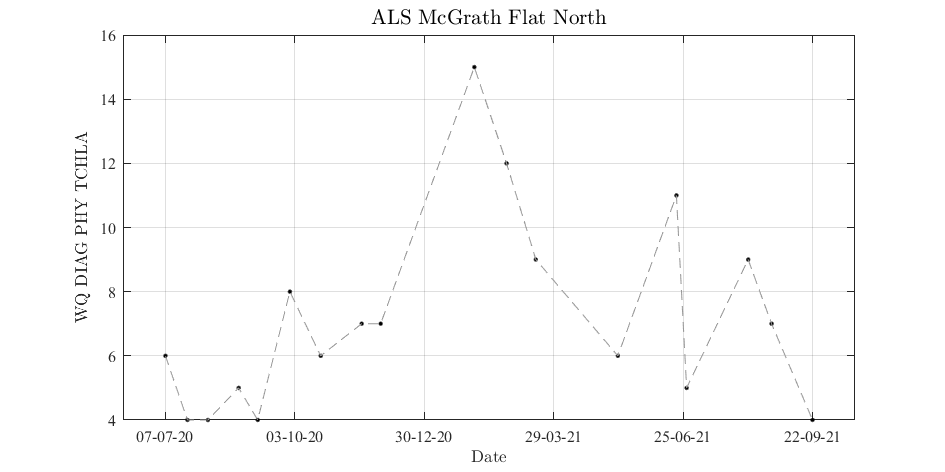 ALS McGrath Flat North
16
14
12
10
8
6
4
WQ DIAG PHY TCHLA
07-07-20 03-10-20 30-12-20 29-03-21 25-06-21 22-09-21
Date